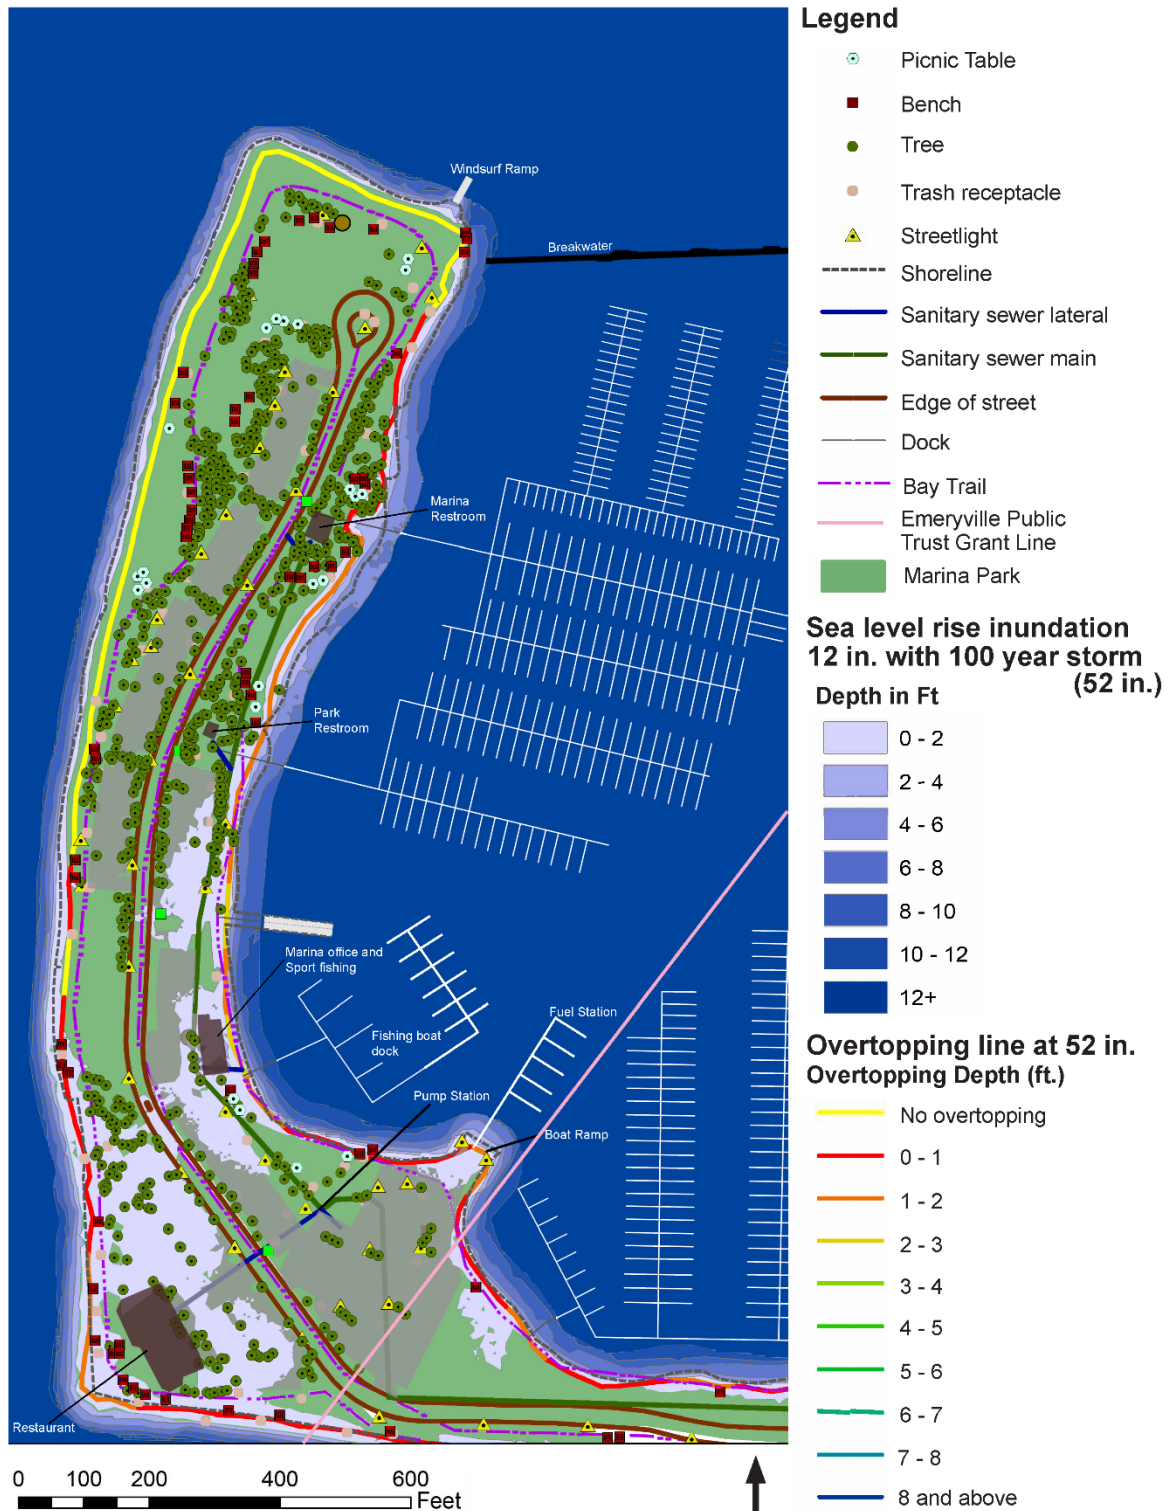 Windsurf Ramp
Breakwater
Marina
Restroom
Park
Restroom
Marina office and
Sport fishing
Fishing boat
dock
Fuel Station
Pump Station
Boat Ramp
Restaurant
0 100 200 400 600
Feet
Legend
Picnic Table
Bench
Tree
Trash receptacle
Streetlight
Shoreline
Sanitary sewer lateral
Sanitary sewer main
Edge of street
Dock
Bay Trail
Emeryville Public
Trust Grant Line
Marina Park
Sea level rise inundation
12 in. with 100 year storm
(52 in.)
Depth in Ft
0 - 2
2 - 4
4 - 6
6 - 8
8 - 10
10 - 12
12+
Overtopping line at 52 in.
Overtopping Depth (ft.)
No overtopping
0 - 1
1 - 2
2 - 3
3 - 4
4 - 5
5 - 6
6 - 7
7 - 8
8 and above